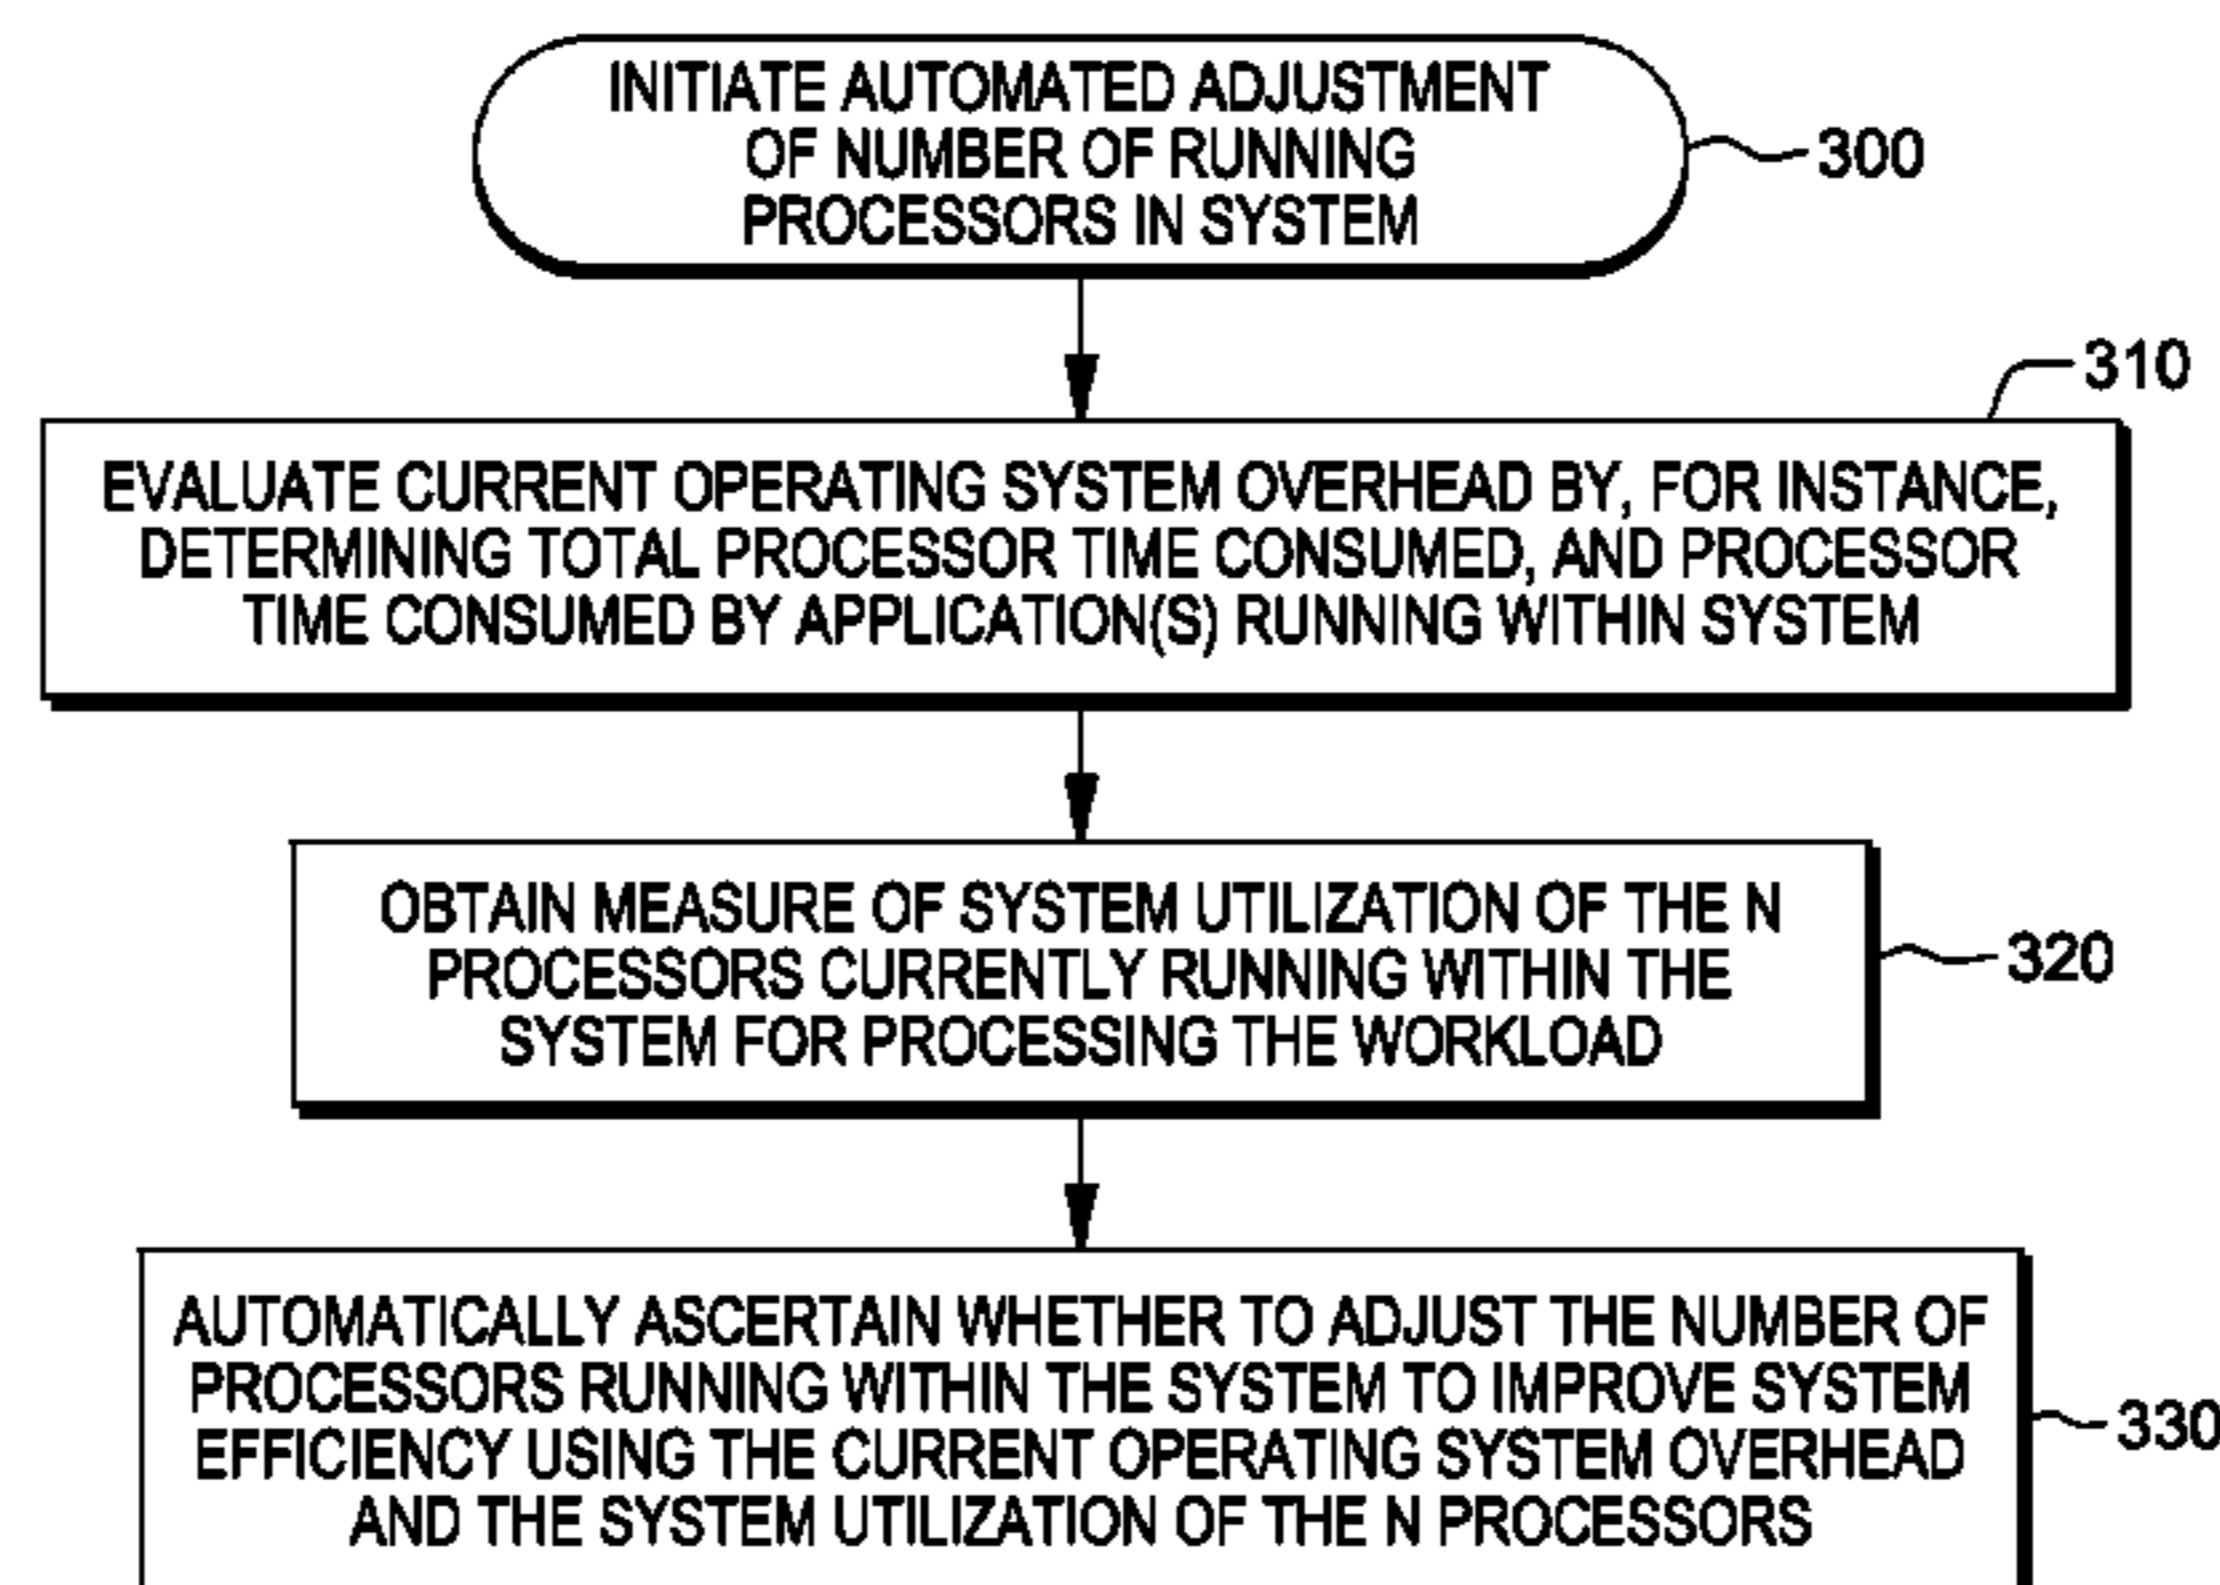 INITIATE AUTOMATED ADJUSTMENT
OF NUMBER OF RUNNING
PROCESSORS IN SYSTEM
300
310
EVALUATE CURRENT OPERATING SYSTEM OVERHEAD BY, FOR INSTANCE,
DETERMINING TOTAL PROCESSOR TIME CONSUMED, AND PROCESSOR
TIME CONSUMED BY APPLICATION(S) RUNNING WITHIN SYSTEM
OBTAIN MEASURE OF SYSTEM UTILIZATION OF THE N
PROCESSORS CURRENTLY RUNNING WITHIN THE
SYSTEM FOR PROCESSING THE WORKLOAD
320
AUTOMATICALLY ASCERTAIN WHETHER TO ADJUST THE NUMBER OF
PROCESSORS RUNNING WITHIN THE SYSTEM TO IMPROVE SYSTEM
EFFICIENCY USING THE CURRENT OPERATING SYSTEM OVERHEAD
AND THE SYSTEM UTILIZATION OF THE N PROCESSORS
330